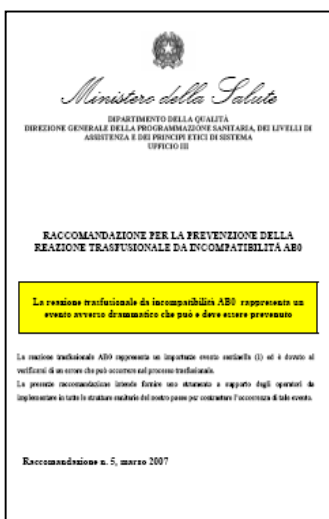 Ministero della Salute
DIPARTIMENTO DELLA QUALITÀ
DIREZIONE GENERALE DELLA PROGRAMMAZIONE SANITARIA, DEI LIVELLI DI
ASSISTENZA E DEI PRINCIPI ETICI DI SISTEMA
UFFICIO III
RACCOMANDAZIONE PER LA PREVENZIONE DELLA
REAZIONE TRASFUSIONALE DA INCOMPATIBILITÀ AB0
La reazione trasfusionale da incompatibilità AB0 rappresenta un
evento avverso drammatico che può e deve essere prevenuto
La reazione trasfusionale AB0 rappresenta un importante evento sentinella (1) ed è dovuto al
verificarsi di un errore che può occorrere nel processo trasfusionale.
La presente raccomandazione intende fornire uno strumento a supporto degli operatori da
implementare in tutte le strutture sanitarie del nostro paese per contrastare l'occorrenza di tale evento.
Raccomandazione n. 5, marzo 2007